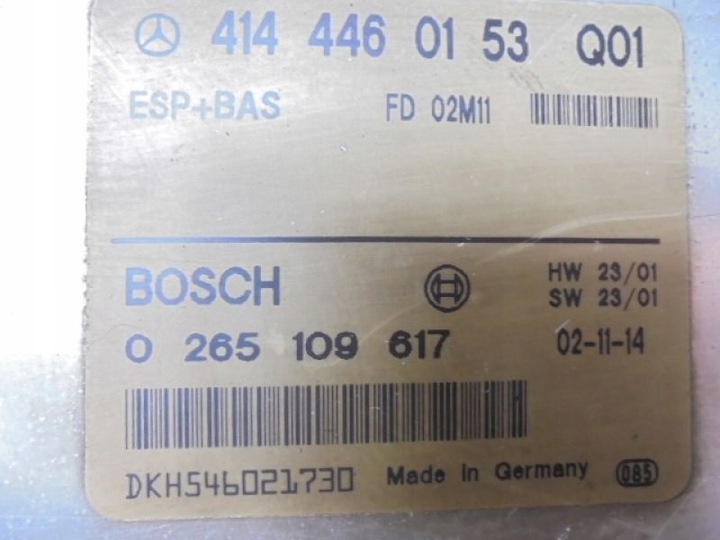 414 446 01 53 Q01
ESP+BAS FD 02M11
BOSCH HW 23/01
SW 23/01
0 265 109 617 02-11-14
DKH546021730 Made in Germany 085